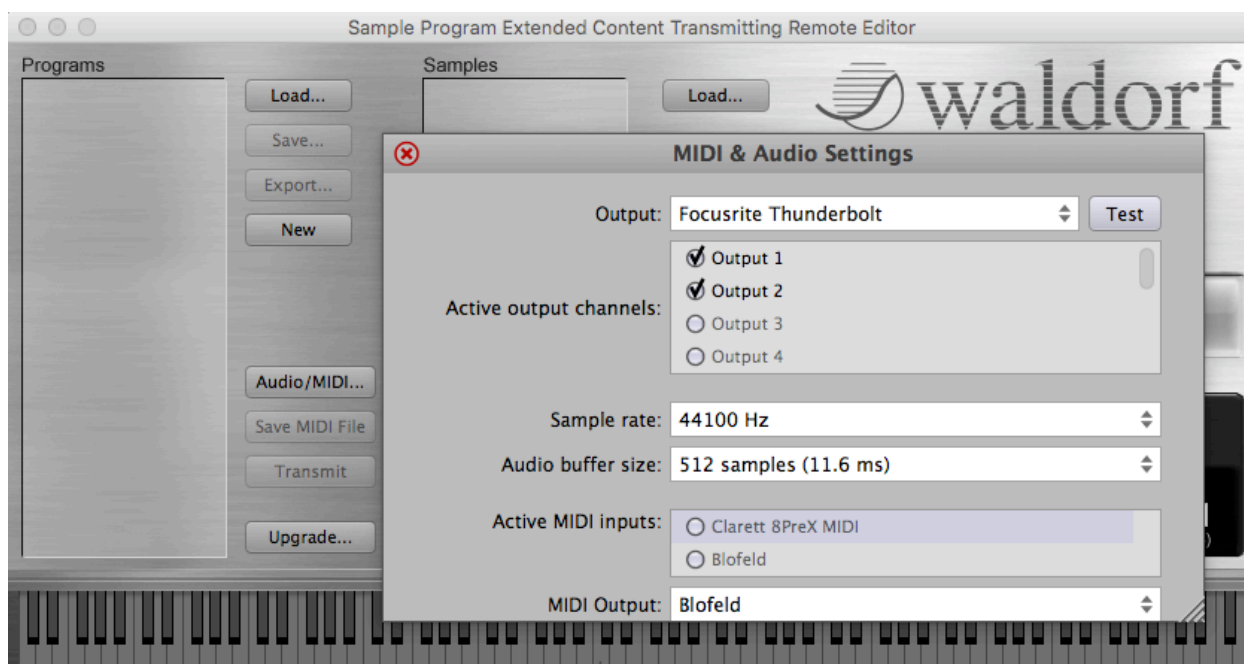 Sample Program Extended Content Transmitting Remote Editor
Programs
Load...
Save...
Export...
New
Audio/MIDI...
Save MIDI File
Transmit
Upgrade...
Samples
Load...
waldorf
MIDI & Audio Settings
Output: Focusrite Thunderbolt Test
Active output channels:
Output 1
Output 2
Output 3
Output 4
Sample rate: 44100 Hz
Audio buffer size: 512 samples (11.6 ms)
Active MIDI inputs:
Clarett 8PreX MIDI
Blofeld
MIDI Output: Blofeld